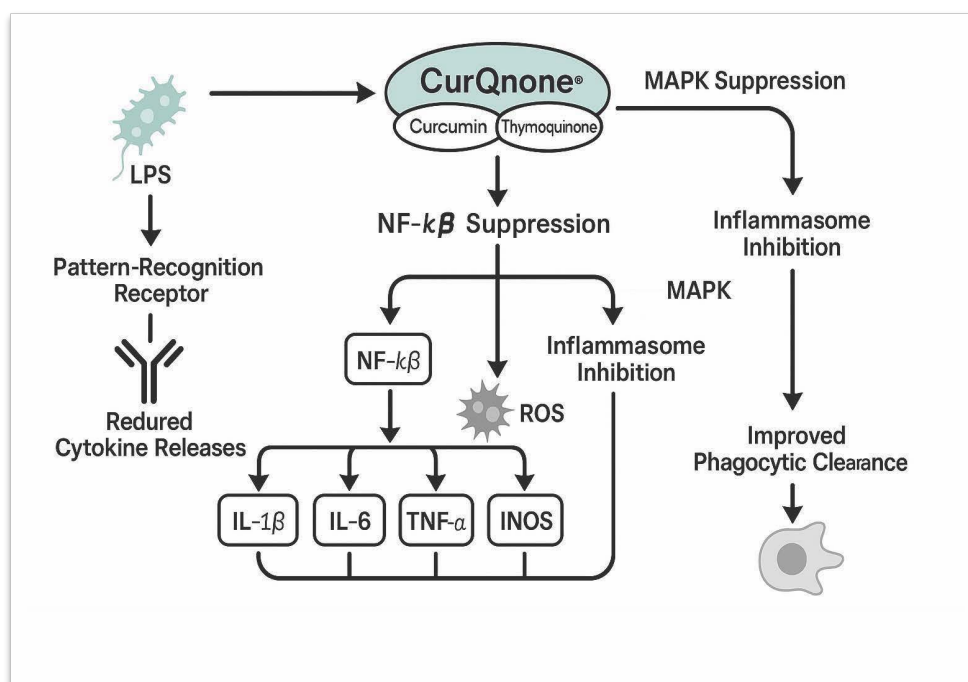 CurQnone®
Curcumin
Thymoquinone
MAPK Suppression
LPS
NF-kβ Suppression
Inflammasome
Inhibition
Pattern-Recognition
Receptor
MAPK
NF-kβ
Inflammasome
Inhibition
ROS
Redured
Cytokine Releases
Improved
Phagocytic Clearance
IL-1β
IL-6
TNF-α
INOS